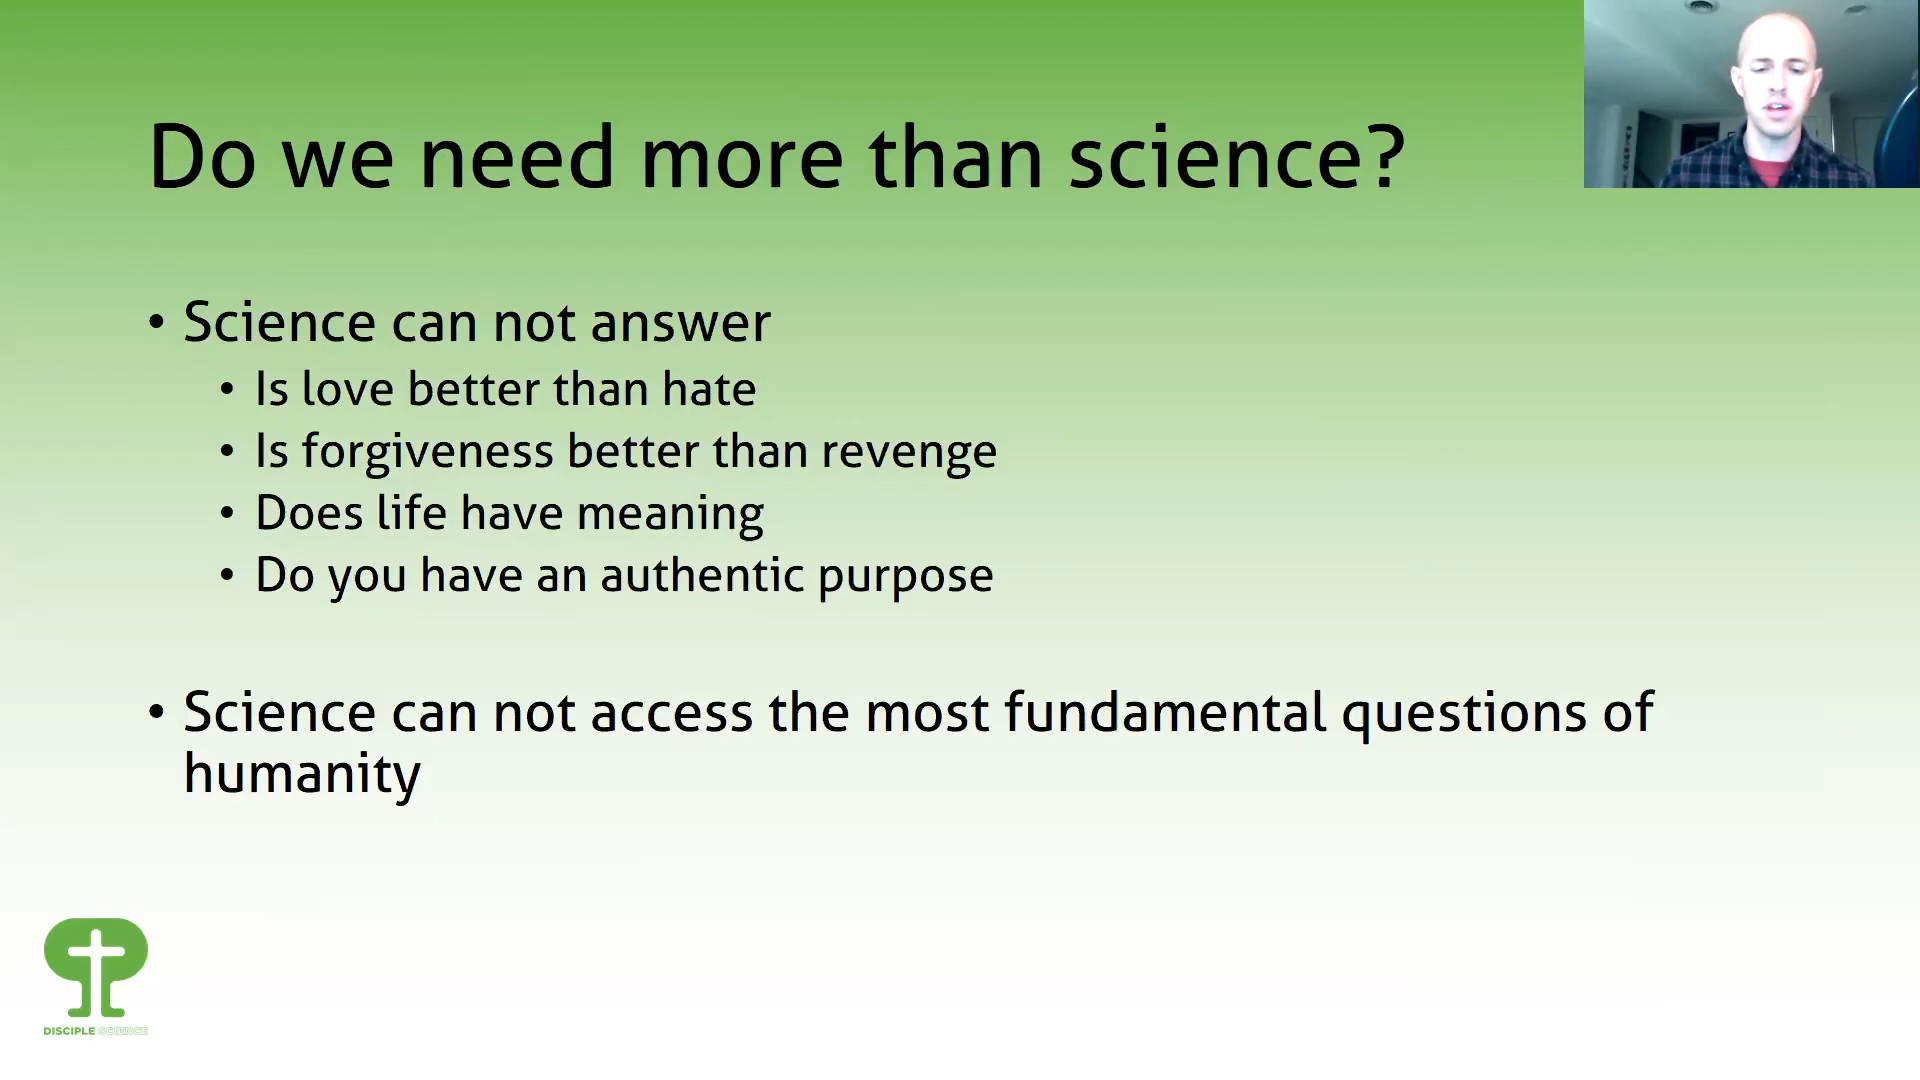 Do we need more than science?
• Science can not answer
• Is love better than hate
• Is forgiveness better than revenge
• Does life have meaning
• Do you have an authentic purpose
• Science can not access the most fundamental questions of
humanity
DISCIPLE SCIENCE